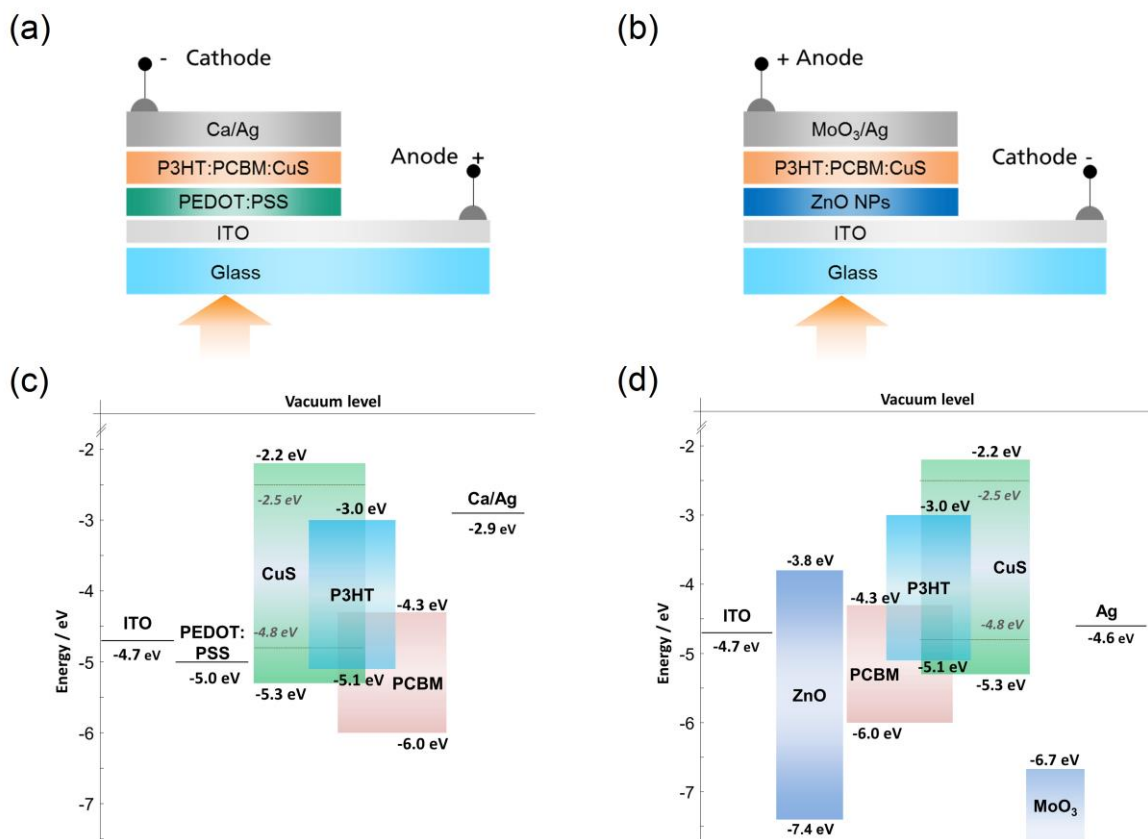 (a)
- Cathode
Ca/Ag
Anode +
P3HT:PCBM:CuS
PEDOT:PSS
ITO
Glass
(b)
+ Anode
MoO₃/Ag
Cathode -
P3HT:PCBM:CuS
ZnO NPs
ITO
Glass
(c)
Vacuum level
Energy / eV
-2
-3
-4
-5
-6
-7
ITO
-4.7 eV
PEDOT:
PSS
-5.0 eV
-2.2 eV
-2.5 eV
CuS
-4.8 eV
-5.3 eV
-3.0 eV
P3HT
-5.1 eV
-4.3 eV
PCBM
-6.0 eV
Ca/Ag
-2.9 eV
(d)
Vacuum level
Energy / eV
-2
-3
-4
-5
-6
-7
ITO
-4.7 eV
-3.8 eV
ZnO
-7.4 eV
-4.3 eV
PCBM
-6.0 eV
-3.0 eV
P3HT
-5.1 eV
-2.2 eV
-2.5 eV
CuS
-4.8 eV
-5.3 eV
Ag
-4.6 eV
-6.7 eV
MoO₃